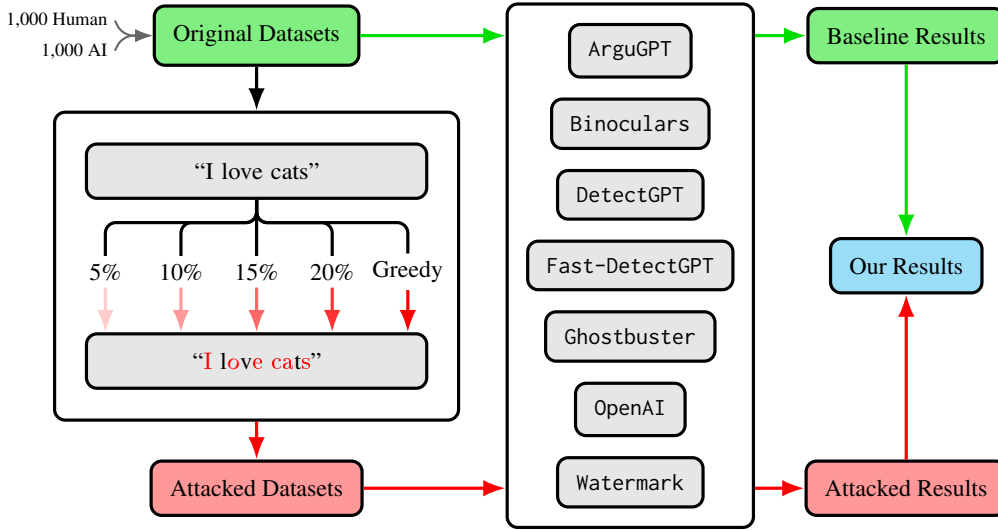 1,000 Human
1,000 AI
Original Datasets
“I love cats”
5%
10%
15%
20%
Greedy
“I love cats”
Attacked Datasets
ArguGPT
Binoculars
DetectGPT
Fast-DetectGPT
Ghostbuster
OpenAI
Watermark
Baseline Results
Our Results
Attacked Results